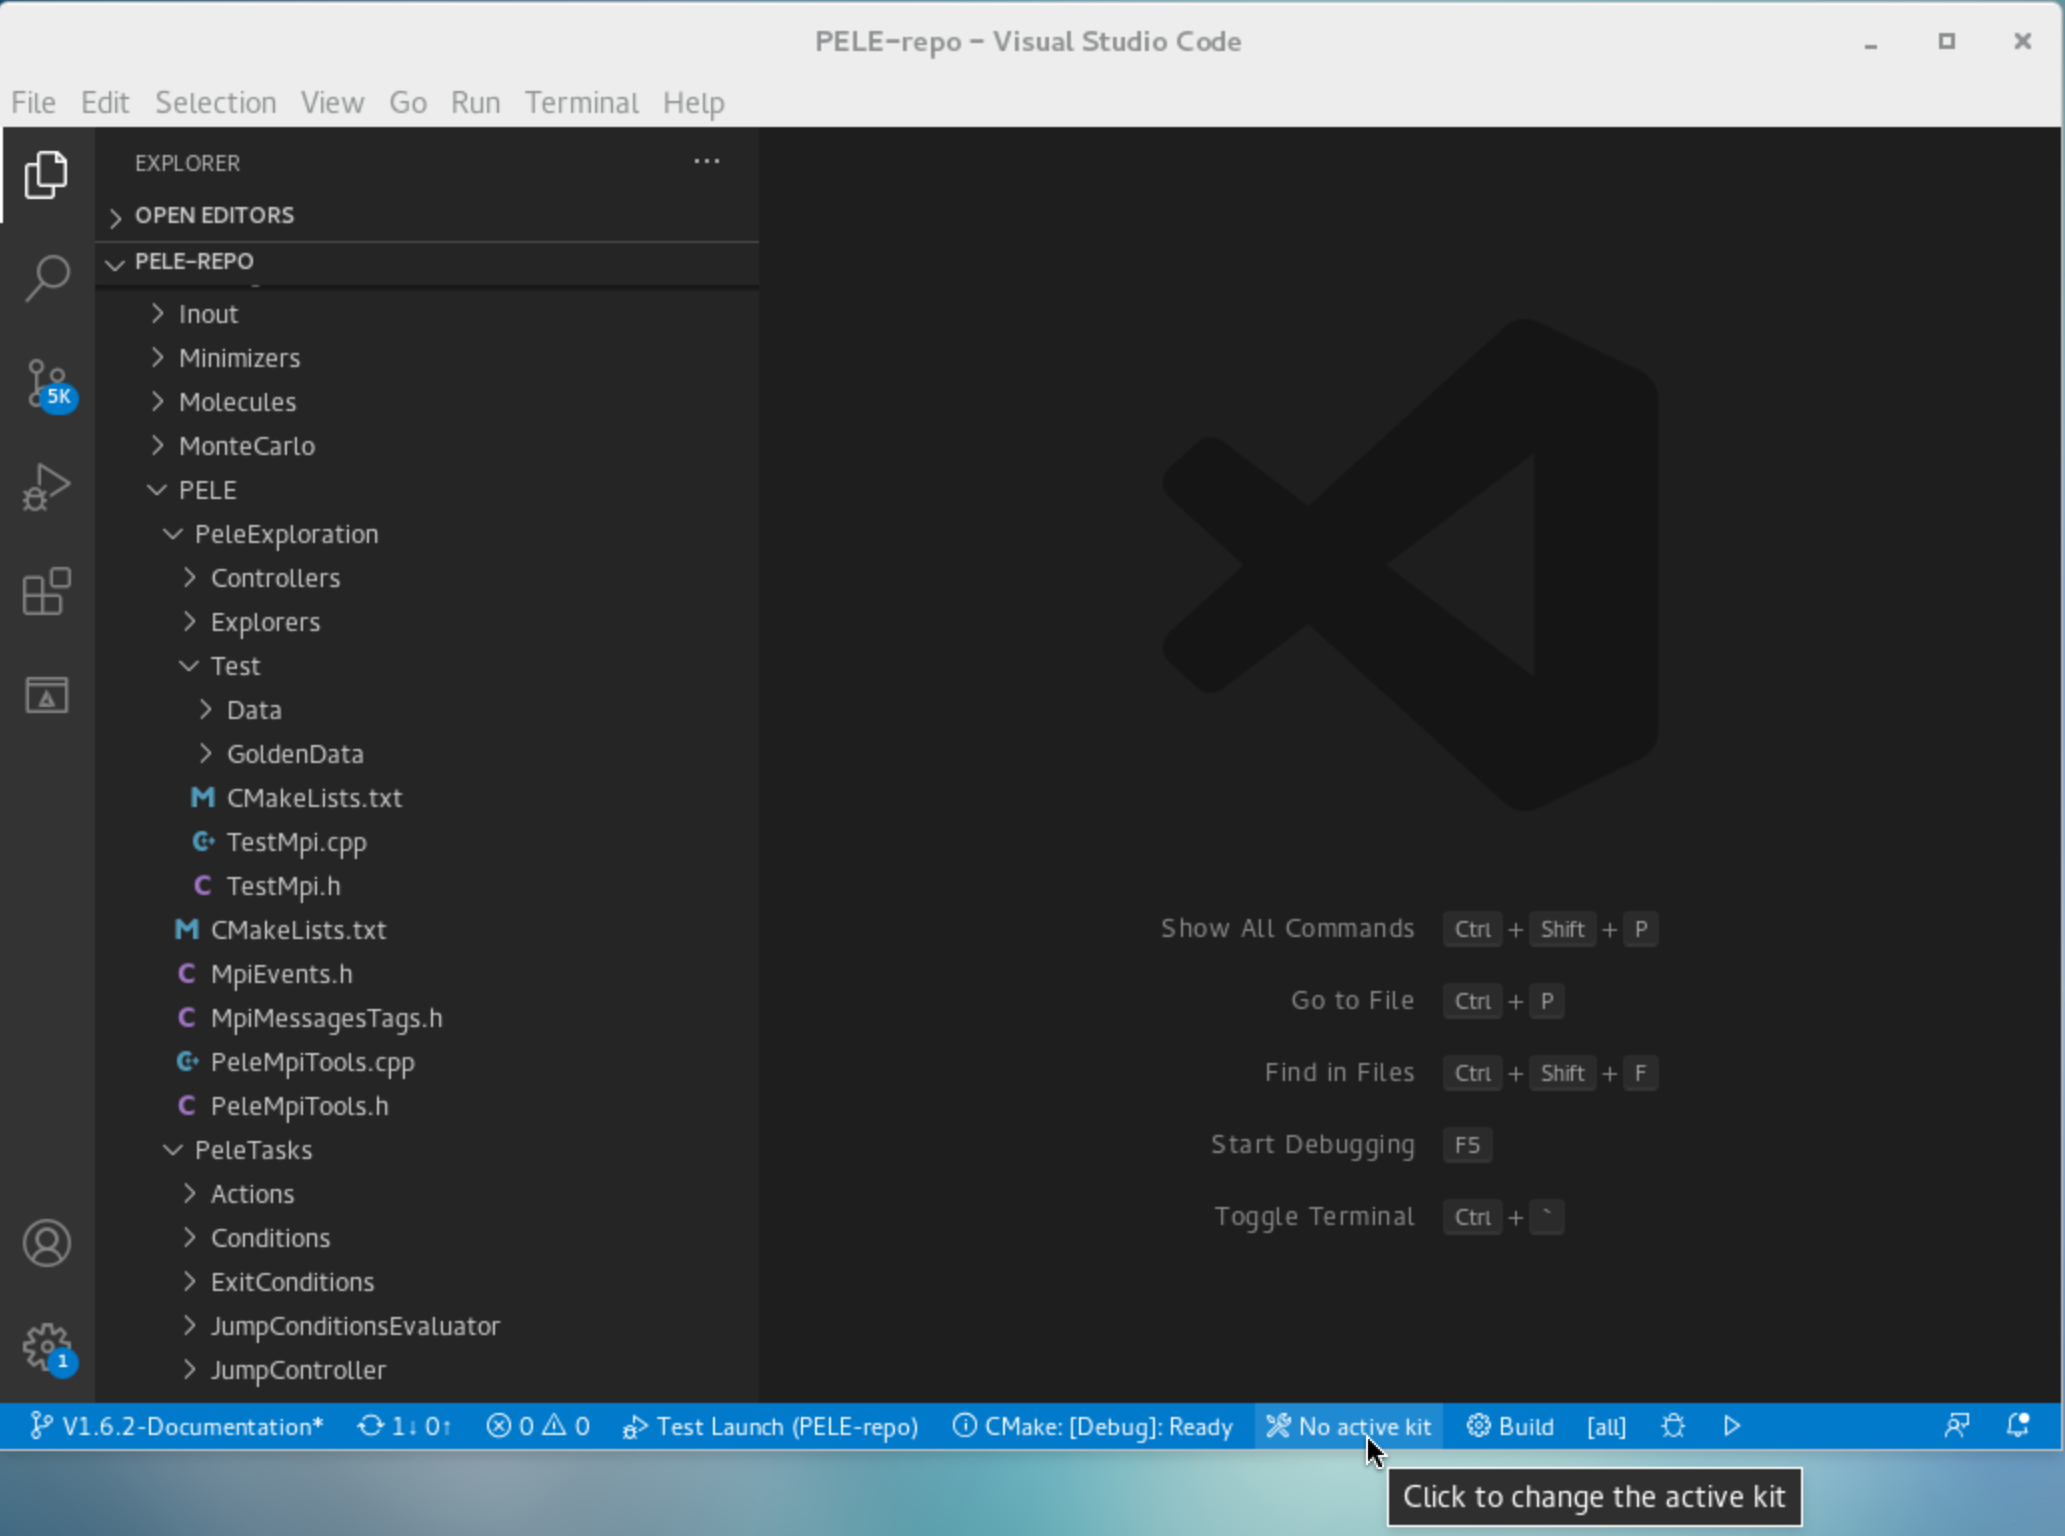 PELE-repo - Visual Studio Code
File Edit Selection View Go Run Terminal Help
EXPLORER ...
OPEN EDITORS
PELE-REPO
Inout
Minimizers
Molecules
MonteCarlo
PELE
PeleExploration
Controllers
Explorers
Test
Data
GoldenData
M CMakeLists.txt
C+ TestMpi.cpp
C TestMpi.h
M CMakeLists.txt
C MpiEvents.h
C MpiMessagesTags.h
C+ PeleMpiTools.cpp
C PeleMpiTools.h
PeleTasks
Actions
Conditions
ExitConditions
JumpConditionsEvaluator
JumpController
5K
1
Show All Commands Ctrl + Shift + P
Go to File Ctrl + P
Find in Files Ctrl + Shift + F
Start Debugging F5
Toggle Terminal Ctrl + `
V1.6.2-Documentation* 1↓ 0↑ 0 0 Test Launch (PELE-repo) CMake: [Debug]: Ready No active kit Build [all]
Click to change the active kit